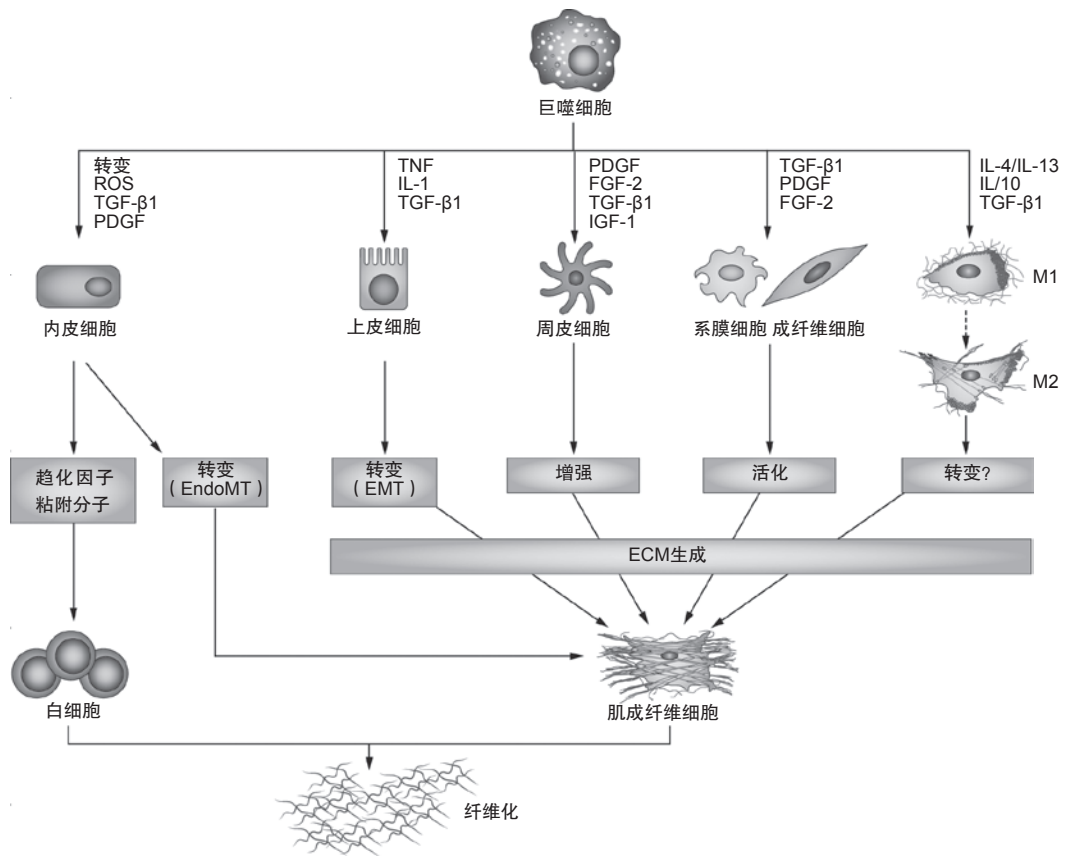 巨噬细胞
转变
ROS
TGF-β1
PDGF
TNF
IL-1
TGF-β1
PDGF
FGF-2
TGF-β1
IGF-1
TGF-β1
PDGF
FGF-2
IL-4/IL-13
IL/10
TGF-β1
内皮细胞
上皮细胞
周皮细胞
系膜细胞 成纤维细胞
M1
M2
趋化因子
粘附分子
转变
(EndoMT)
转变
(EMT)
增强
活化
转变?
ECM生成
白细胞
肌成纤维细胞
纤维化